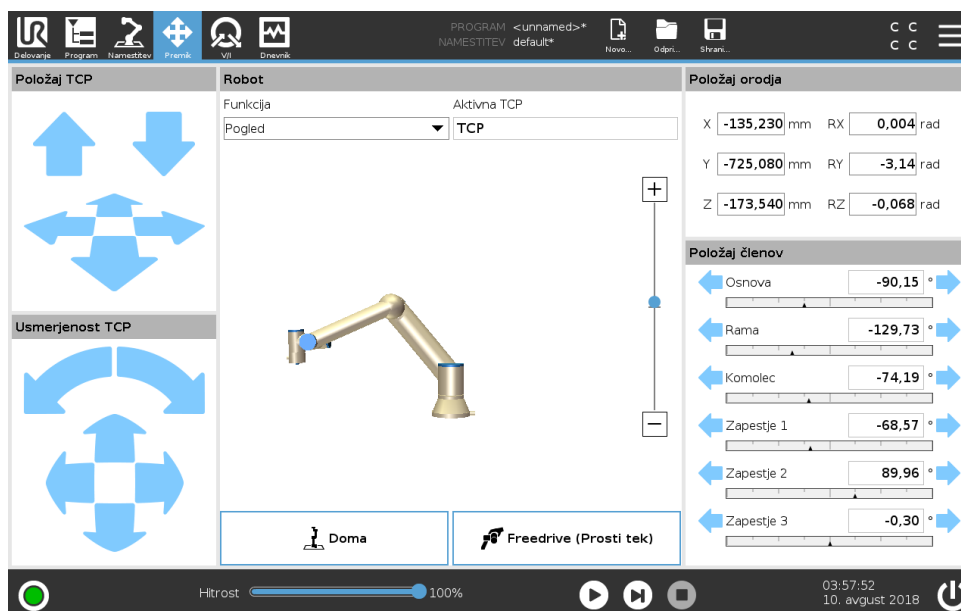 PROGRAM <unnamed>*
NAMESTITEV default*
Delovanje Program Namestitev Premik V/I Dnevnik Novo... Odpri... Shrani...
C C
C C
Položaj TCP
Usmerjenost TCP
Robot
Funkcija Aktivna TCP
Pogled TCP
Doma Freedrive (Prosti tek)
Položaj orodja
X -135,230 mm RX 0,004 rad
Y -725,080 mm RY -3,14 rad
Z -173,540 mm RZ -0,068 rad
Položaj členov
Osnova -90,15 °
Rama -129,73 °
Komolec -74,19 °
Zapestje 1 -68,57 °
Zapestje 2 89,96 °
Zapestje 3 -0,30 °
Hitrost 100%
03:57:52
10. avgust 2018